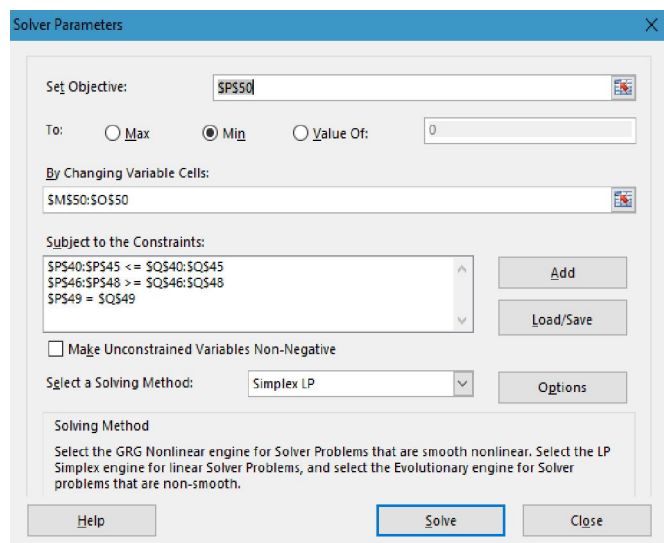 Solver Parameters
Set Objective: $P$50
To: Max Min Value Of: 0
By Changing Variable Cells:
$M$50:$O$50
Subject to the Constraints:
$P$40:$P$45 <= $Q$40:$Q$45
$P$46:$P$48 >= $Q$46:$Q$48
$P$49 = $Q$49
Add
Load/Save
Make Unconstrained Variables Non-Negative
Select a Solving Method: Simplex LP Options
Solving Method
Select the GRG Nonlinear engine for Solver Problems that are smooth nonlinear. Select the LP
Simplex engine for linear Solver Problems, and select the Evolutionary engine for Solver
problems that are non-smooth.
Help Solve Close